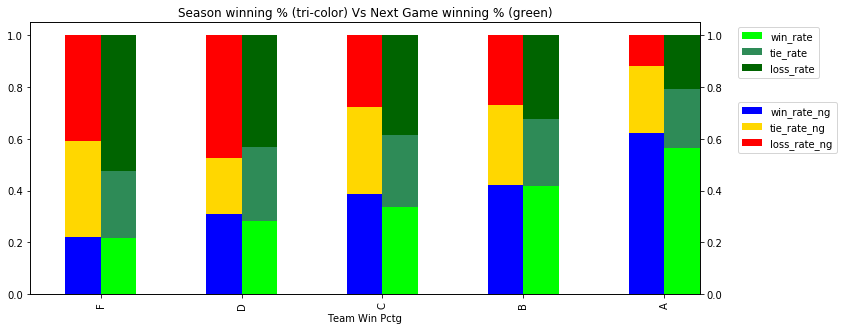 Season winning % (tri-color) Vs Next Game winning % (green)
1.0
0.8
0.6
0.4
0.2
0.0
1.0
0.8
0.6
0.4
0.2
0.0
F
D
C
B
A
Team Win Pctg
win_rate
tie_rate
loss_rate
win_rate_ng
tie_rate_ng
loss_rate_ng